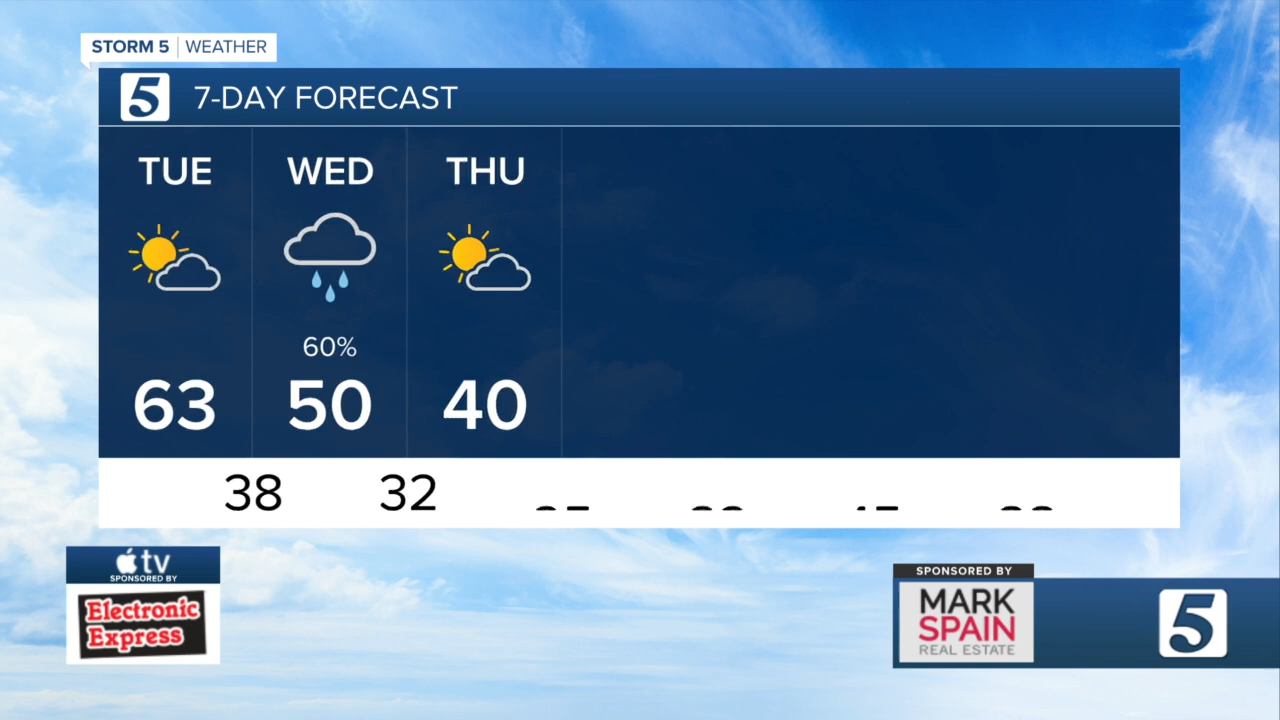 STORM 5 | WEATHER
5 7-DAY FORECAST
TUE WED THU
60%
63 50 40
38 32
tv
SPONSORED BY
Electronic
Express
SPONSORED BY
MARK
SPAIN
REAL ESTATE
5